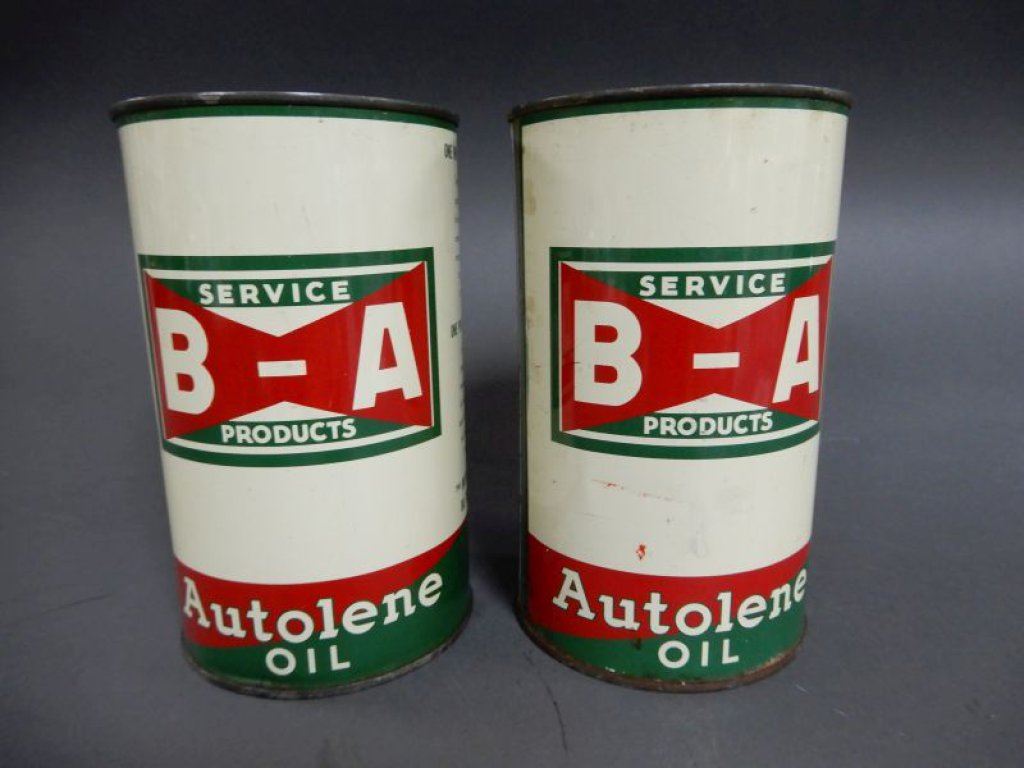 SERVICE
B-A
PRODUCTS
Autolene
OIL
SERVICE
B-A
PRODUCTS
Autolene
OIL